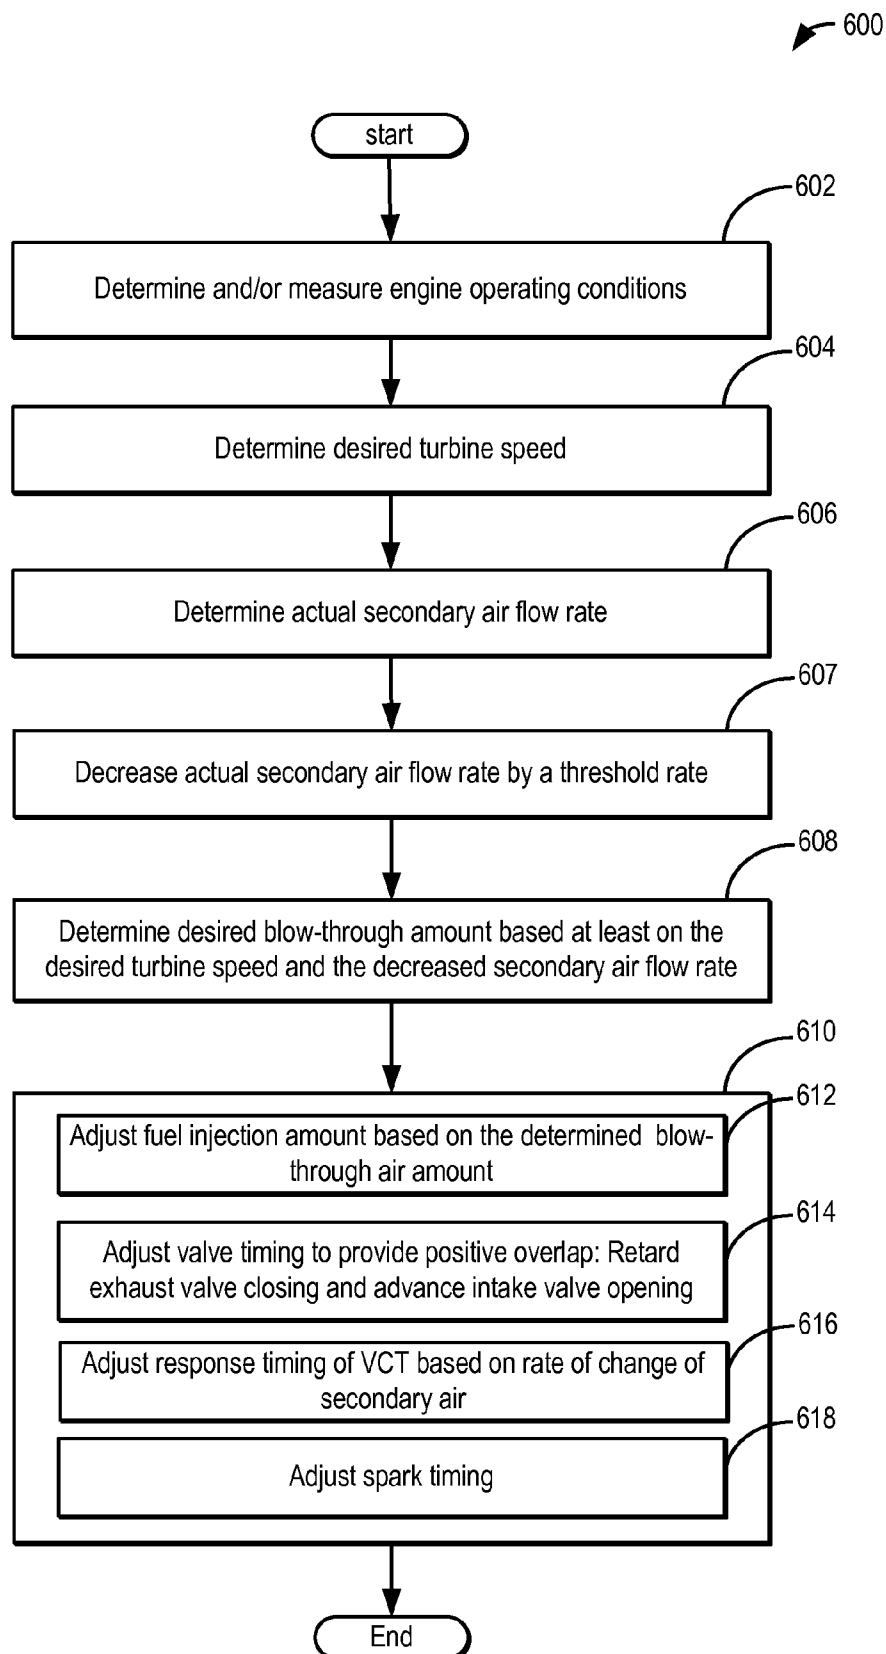 600
start
602
Determine and/or measure engine operating conditions
604
Determine desired turbine speed
606
Determine actual secondary air flow rate
607
Decrease actual secondary air flow rate by a threshold rate
608
Determine desired blow-through amount based at least on the
desired turbine speed and the decreased secondary air flow rate
610
612
Adjust fuel injection amount based on the determined blow-
through air amount
614
Adjust valve timing to provide positive overlap: Retard
exhaust valve closing and advance intake valve opening
616
Adjust response timing of VCT based on rate of change of
secondary air
618
Adjust spark timing
End